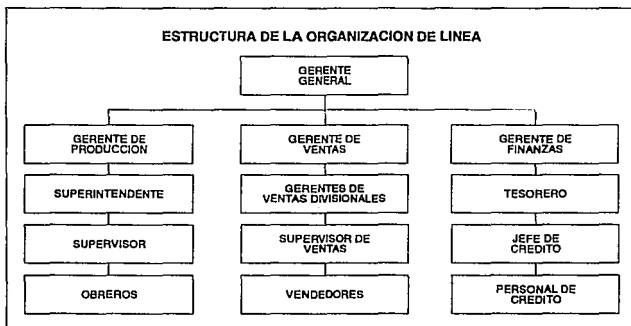 ESTRUCTURA DE LA ORGANIZACION DE LINEA
GERENTE
GENERAL
GERENTE DE
PRODUCCION
GERENTE DE
VENTAS
GERENTE DE
FINANZAS
SUPERINTENDENTE
GERENTES DE
VENTAS DIVISIONALES
TESORERO
SUPERVISOR
SUPERVISOR DE
VENTAS
JEFE DE
CREDITO
OBREROS
VENDEDORES
PERSONAL DE
CREDITO